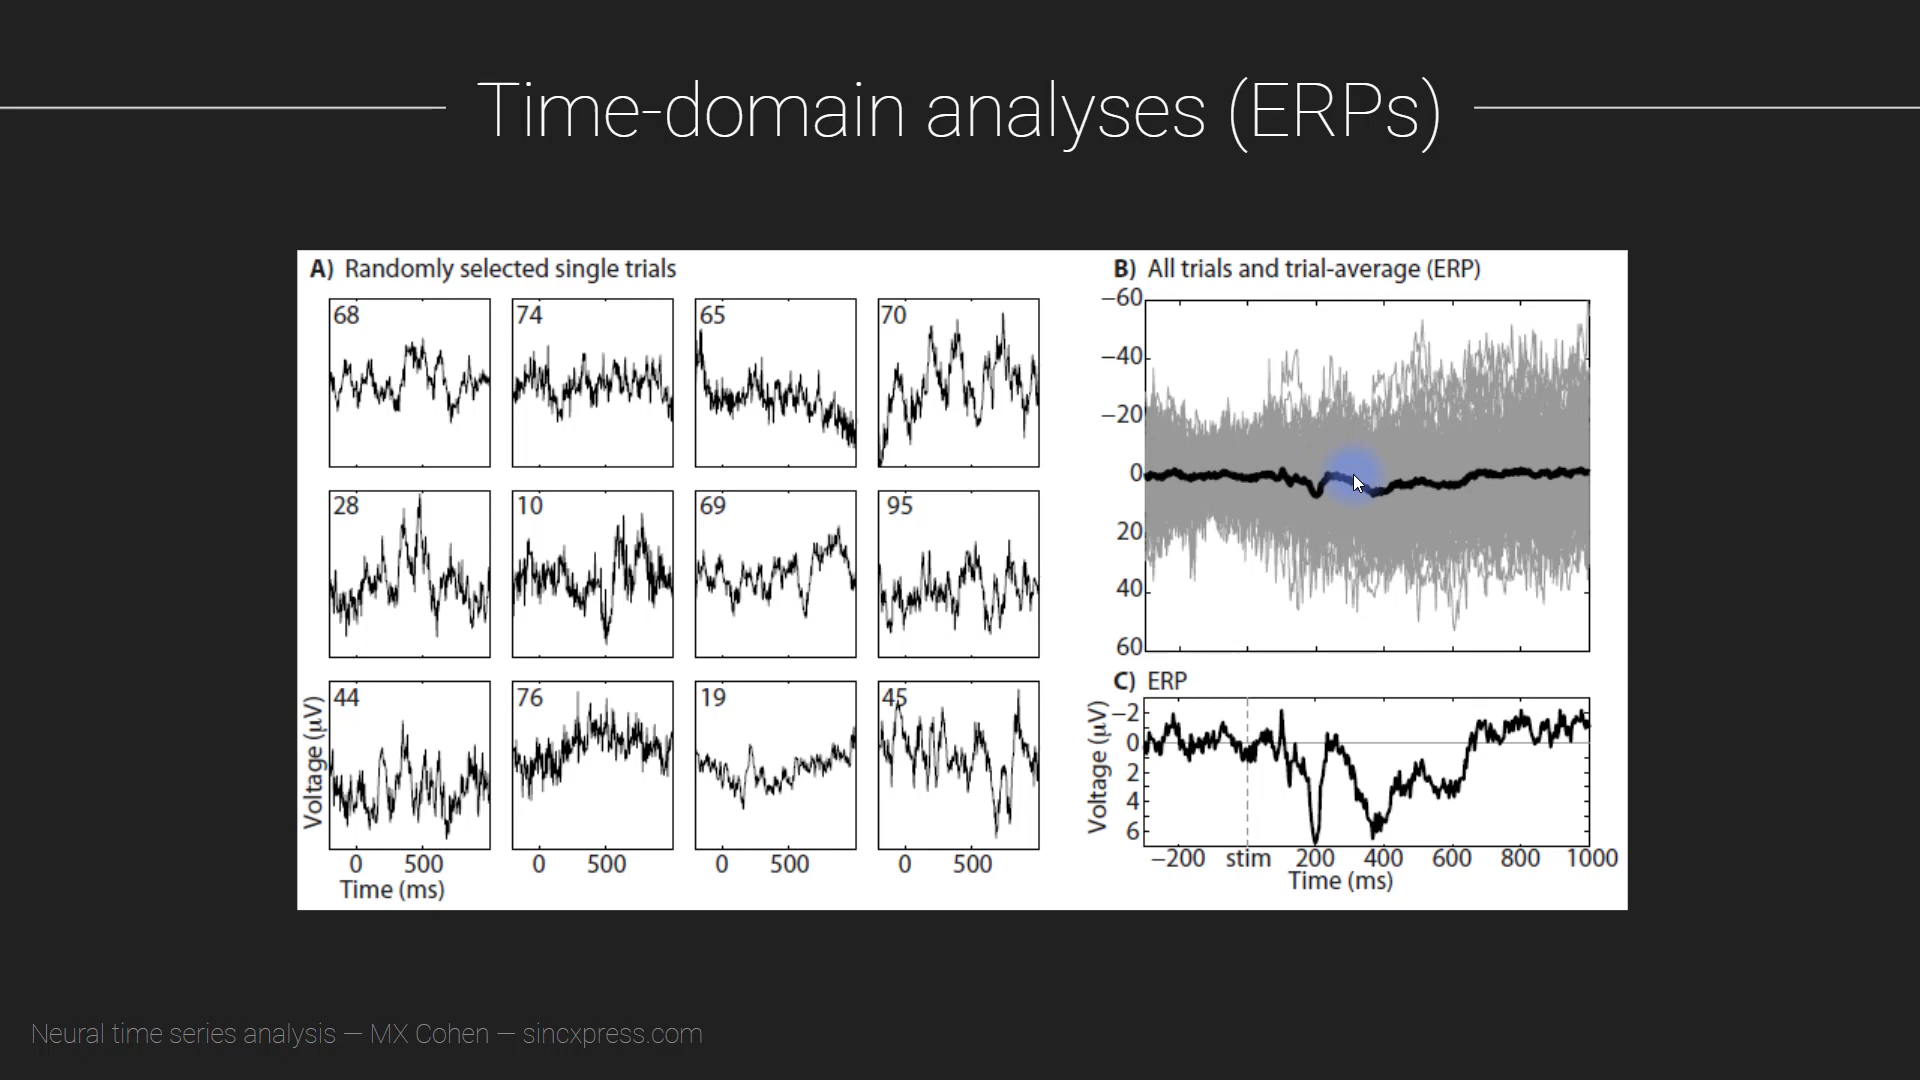 Time-domain analyses (ERPs)
A) Randomly selected single trials
68
74
65
70
28
10
69
95
44
76
19
45
Voltage (μV)
0 500
0 500
0 500
0 500
Time (ms)
B) All trials and trial-average (ERP)
−60
−40
−20
0
20
40
60
C) ERP
Voltage (μV)
−2
0
2
4
6
−200 stim 200 400 600 800 1000
Time (ms)
Neural time series analysis — MX Cohen — sincxpress.com